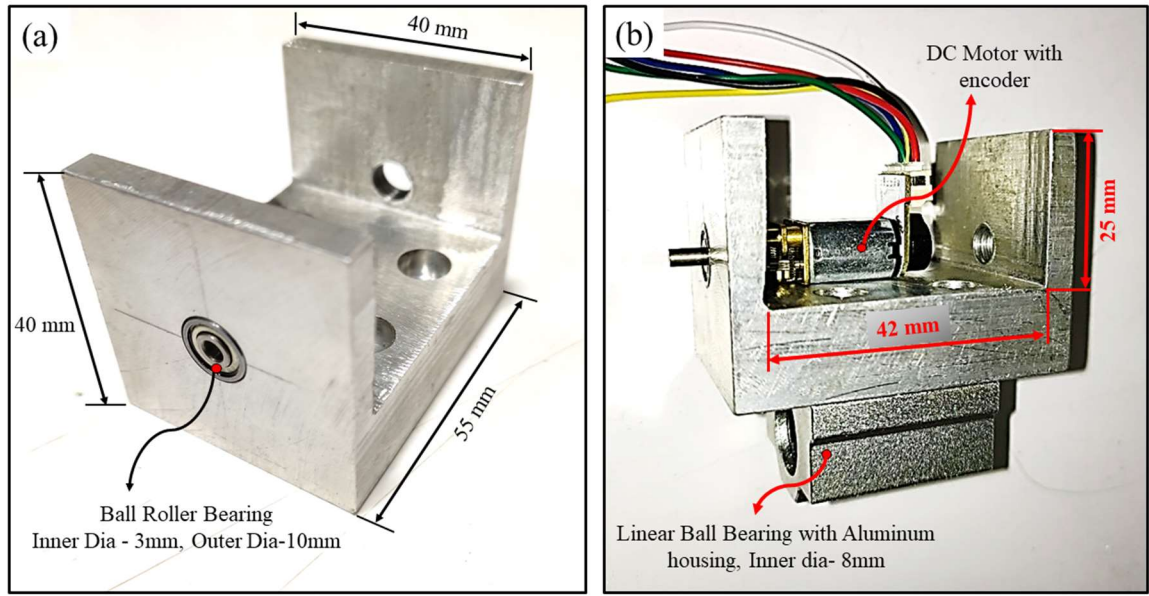 (a)
40 mm
40 mm
55 mm
Ball Roller Bearing
Inner Dia - 3mm, Outer Dia-10mm
(b)
DC Motor with
encoder
25 mm
42 mm
Linear Ball Bearing with Aluminum
housing, Inner dia- 8mm